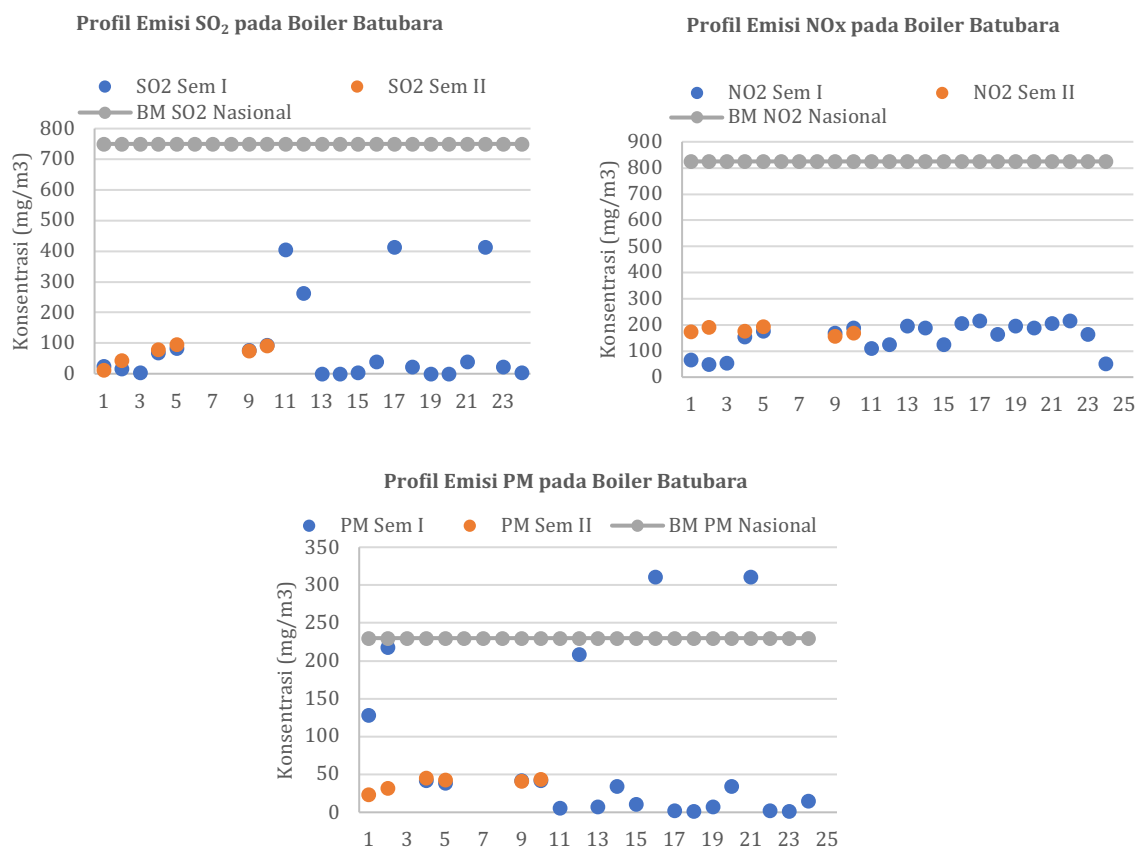 Profil Emisi SO₂ pada Boiler Batubara
SO2 Sem I
SO2 Sem II
BM SO2 Nasional
Konsentrasi (mg/m3)
800
700
600
500
400
300
200
100
0
1 3 5 7 9 11 13 15 17 19 21 23
Profil Emisi NOx pada Boiler Batubara
NO2 Sem I
NO2 Sem II
BM NO2 Nasional
Konsentrasi (mg/m3)
900
800
700
600
500
400
300
200
100
0
1 3 5 7 9 11 13 15 17 19 21 23 25
Profil Emisi PM pada Boiler Batubara
PM Sem I PM Sem II BM PM Nasional
Konsentrasi (mg/m3)
350
300
250
200
150
100
50
0
1 3 5 7 9 11 13 15 17 19 21 23 25